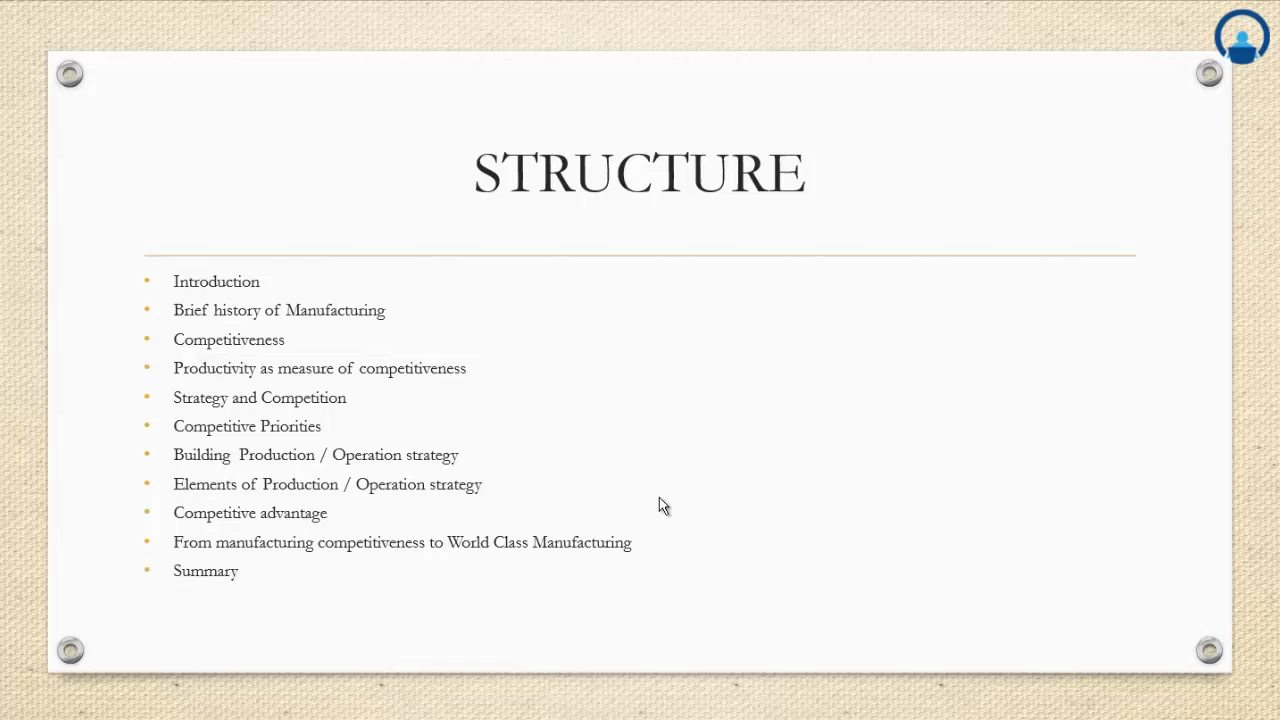 STRUCTURE
• Introduction
• Brief history of Manufacturing
• Competitiveness
• Productivity as measure of competitiveness
• Strategy and Competition
• Competitive Priorities
• Building Production / Operation strategy
• Elements of Production / Operation strategy
• Competitive advantage
• From manufacturing competitiveness to World Class Manufacturing
• Summary